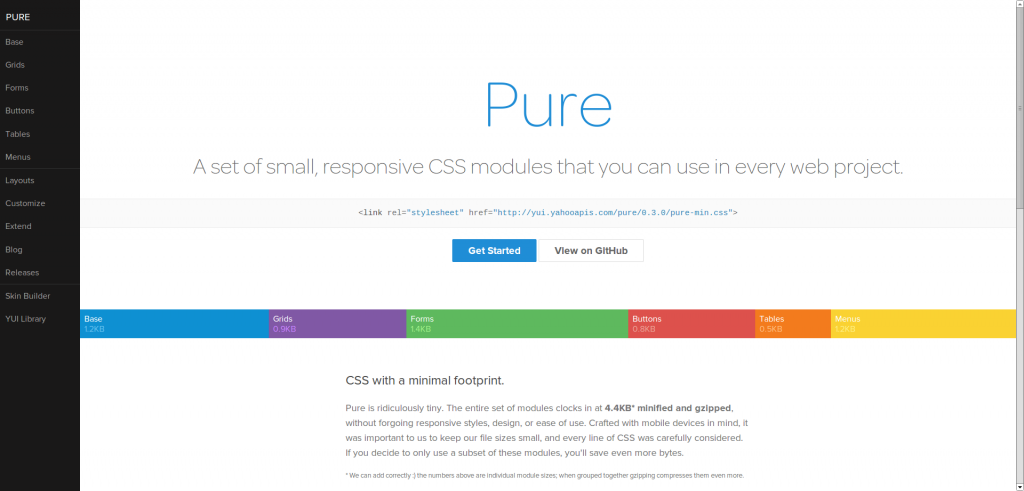 PURE
Base
Grids
Forms
Buttons
Tables
Menus
Layouts
Customize
Extend
Blog
Releases
Skin Builder
YUI Library
Pure
A set of small, responsive CSS modules that you can use in every web project.
<link rel="stylesheet" href="http://yui.yahooapis.com/pure/0.3.0/pure-min.css">
Get Started
View on GitHub
Base
1.2KB
Grids
0.9KB
Forms
1.4KB
Buttons
0.8KB
Tables
0.5KB
Menus
1.2KB
CSS with a minimal footprint.
Pure is ridiculously tiny. The entire set of modules clocks in at 4.4KB* minified and gzipped,
without forgoing responsive styles, design, or ease of use. Crafted with mobile devices in mind, it
was important to us to keep our file sizes small, and every line of CSS was carefully considered.
If you decide to only use a subset of these modules, you'll save even more bytes.
* We can add correctly :) the numbers above are individual module sizes; when grouped together gzipping compresses them even more.